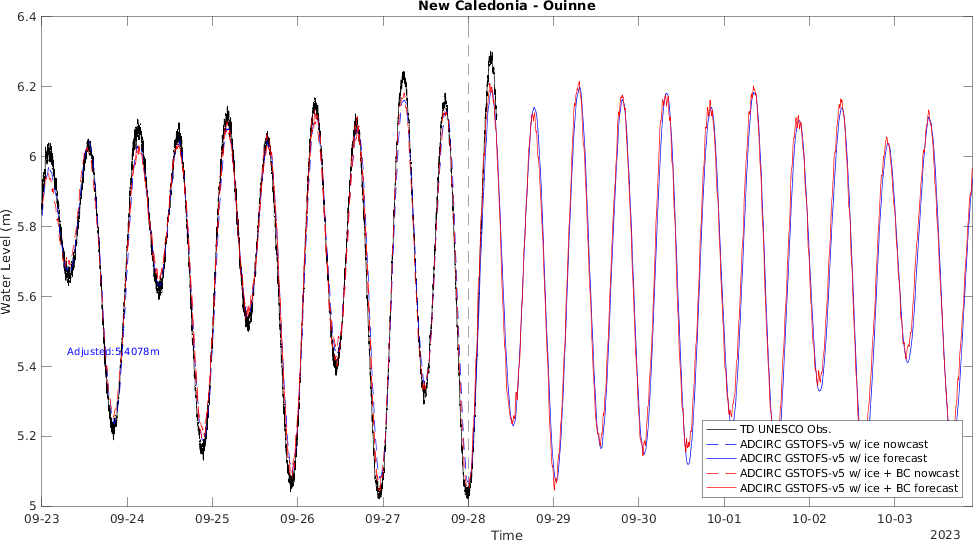 New Caledonia - Ouinne
6.4
6.2
6
5.8
5.6
5.4
5.2
5
Water Level (m)
Adjusted:5.4078m
TD UNESCO Obs.
ADCIRC GSTOFS-v5 w/ ice nowcast
ADCIRC GSTOFS-v5 w/ ice forecast
ADCIRC GSTOFS-v5 w/ ice + BC nowcast
ADCIRC GSTOFS-v5 w/ ice + BC forecast
09-23 09-24 09-25 09-26 09-27 09-28 09-29 09-30 10-01 10-02 10-03
Time
2023